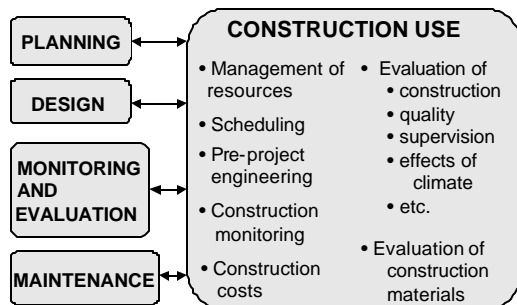 PLANNING
DESIGN
MONITORING
AND
EVALUATION
MAINTENANCE
CONSTRUCTION USE
• Management of
resources
• Scheduling
• Pre-project
engineering
• Construction
monitoring
• Construction
costs
• Evaluation of
• construction
• quality
• supervision
• effects of
climate
• etc.
• Evaluation of
construction
materials